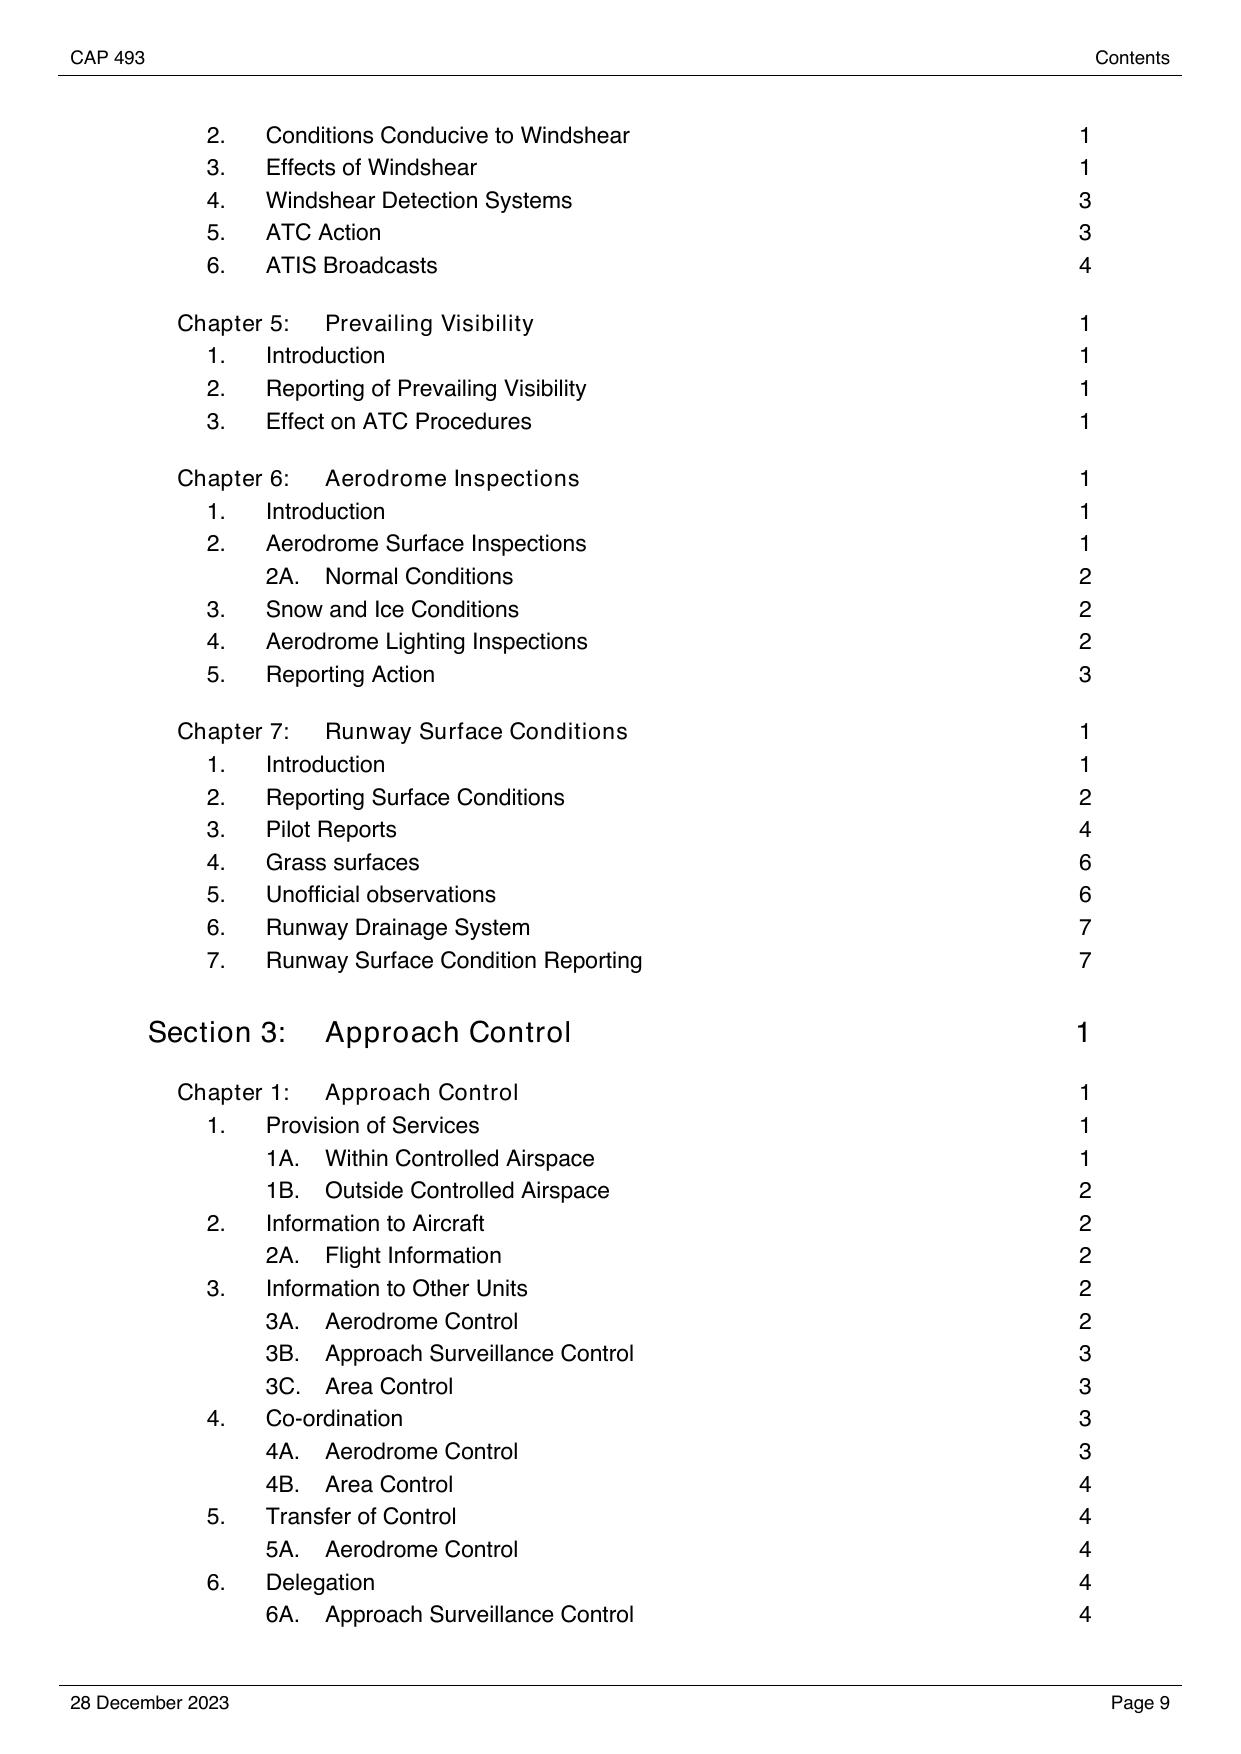 CAP 493 Contents
2. Conditions Conducive to Windshear 1
3. Effects of Windshear 1
4. Windshear Detection Systems 3
5. ATC Action 3
6. ATIS Broadcasts 4
Chapter 5: Prevailing Visibility 1
1. Introduction 1
2. Reporting of Prevailing Visibility 1
3. Effect on ATC Procedures 1
Chapter 6: Aerodrome Inspections 1
1. Introduction 1
2. Aerodrome Surface Inspections 1
2A. Normal Conditions 2
3. Snow and Ice Conditions 2
4. Aerodrome Lighting Inspections 2
5. Reporting Action 3
Chapter 7: Runway Surface Conditions 1
1. Introduction 1
2. Reporting Surface Conditions 2
3. Pilot Reports 4
4. Grass surfaces 6
5. Unofficial observations 6
6. Runway Drainage System 7
7. Runway Surface Condition Reporting 7
Section 3: Approach Control 1
Chapter 1: Approach Control 1
1. Provision of Services 1
1A. Within Controlled Airspace 1
1B. Outside Controlled Airspace 2
2. Information to Aircraft 2
2A. Flight Information 2
3. Information to Other Units 2
3A. Aerodrome Control 2
3B. Approach Surveillance Control 3
3C. Area Control 3
4. Co-ordination 3
4A. Aerodrome Control 3
4B. Area Control 4
5. Transfer of Control 4
5A. Aerodrome Control 4
6. Delegation 4
6A. Approach Surveillance Control 4
28 December 2023 Page 9